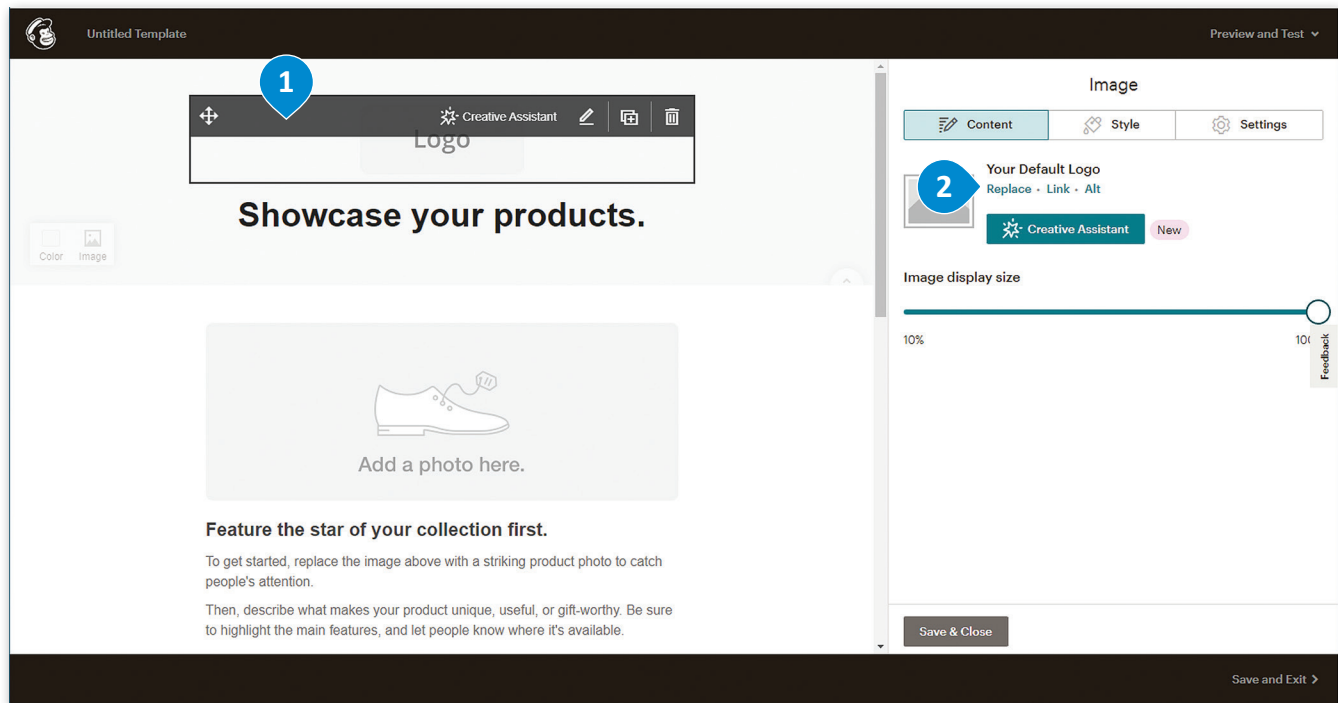 Untitled Template
Preview and Test
1
Creative Assistant
Logo
Showcase your products.
Color
Image
Add a photo here.
Feature the star of your collection first.
To get started, replace the image above with a striking product photo to catch
people's attention.
Then, describe what makes your product unique, useful, or gift-worthy. Be sure
to highlight the main features, and let people know where it's available.
Image
Content
Style
Settings
2
Your Default Logo
Replace • Link • Alt
Creative Assistant
New
Image display size
10%
Feedback
Save & Close
Save and Exit